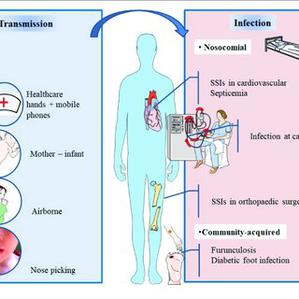 Transmission
Healthcare
hands + mobile
phones
Mother – infant
Airborne
Nose picking
Infection
• Nosocomial
SSIs in cardiovascular
Septicemia
Infection at ca
SSIs in orthopaedic surge
• Community-acquired
Furunculosis
Diabetic foot infection